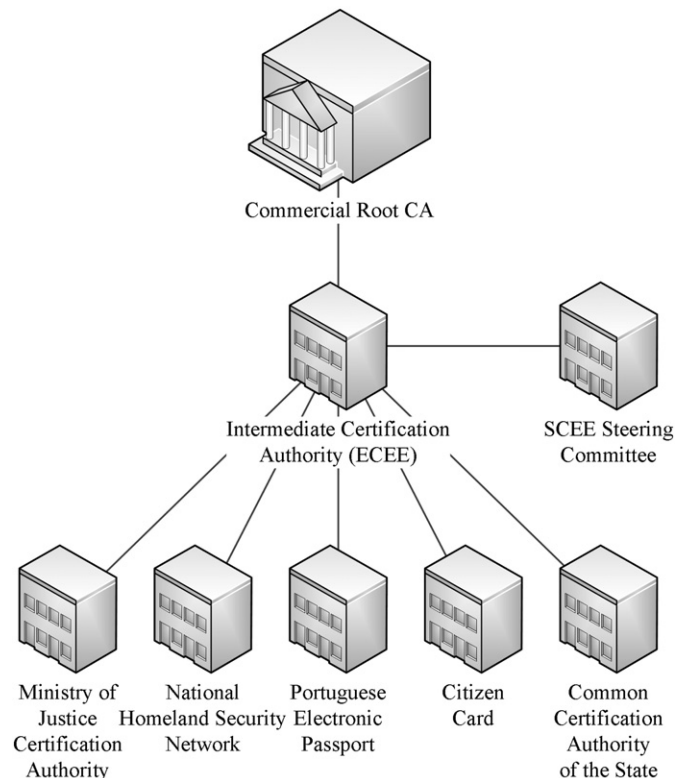 Commercial Root CA
Intermediate Certification
Authority (ECEE)
SCEE Steering
Committee
Ministry of
Justice
Certification
Authority
National
Homeland Security
Network
Portuguese
Electronic
Passport
Citizen
Card
Common
Certification
Authority
of the State